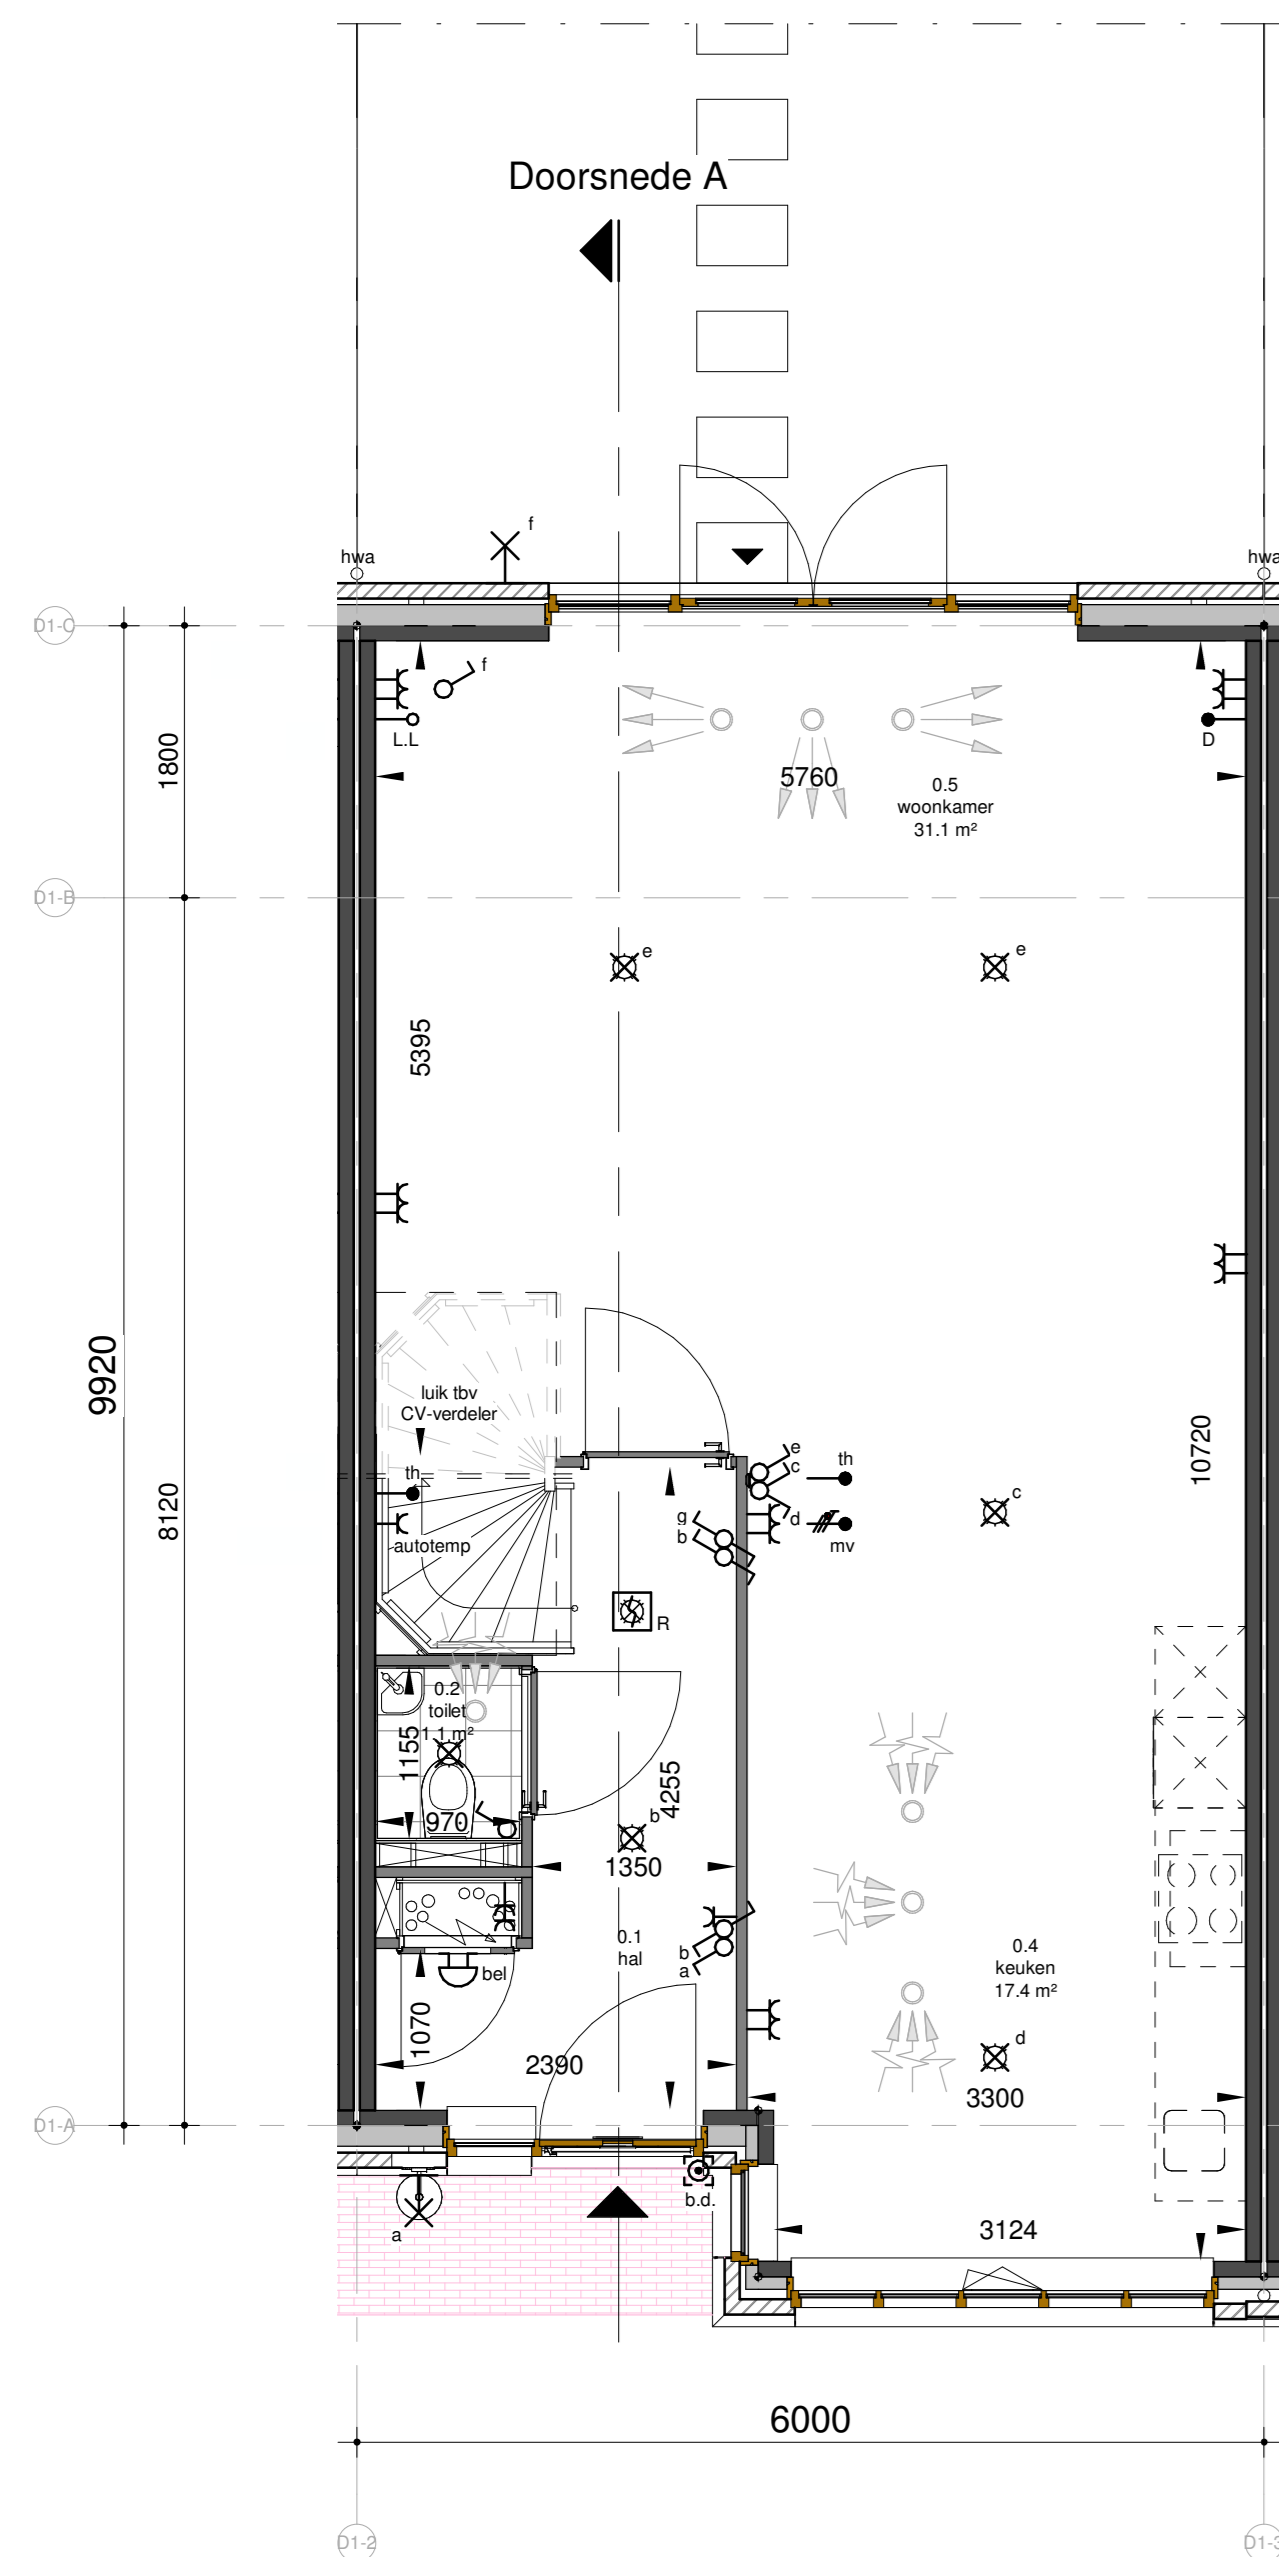 Doorsnede A
f
hwa
hwa
D1-C
f
L.L
D
1800
5760
0.5
woonkamer
31.1 m²
D1-B
e
e
5395
9920
luik tbv
CV-verdeler
th
autotemp
e
c
th
g
b
d
mv
c
10720
8120
R
0.2
toilet
1.1 m²
1155
970
4255
b
1350
0.1
hal
b
a
bel
0.4
keuken
17.4 m²
1070
2390
d
3300
D1-A
b.d.
a
3124
6000
D1-2
D1-3